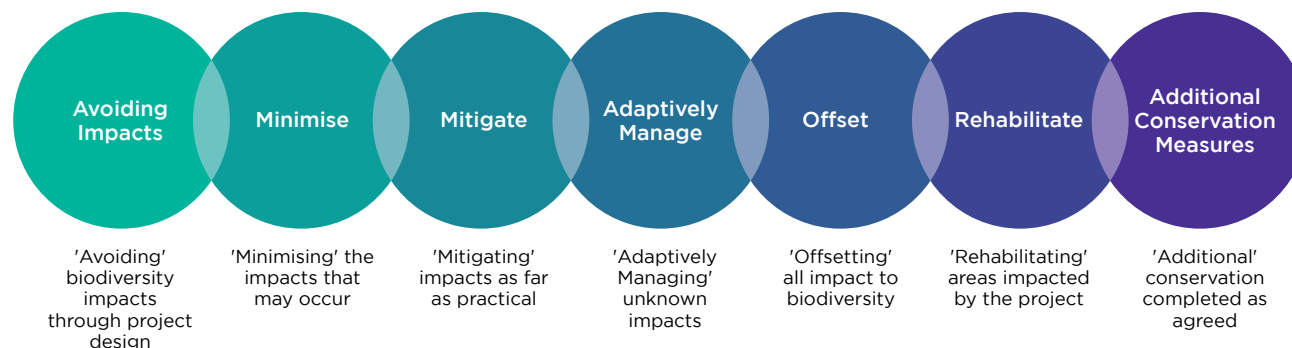 Avoiding
Impacts
Minimise
Mitigate
Adaptively
Manage
Offset
Rehabilitate
Additional
Conservation
Measures
'Avoiding'
biodiversity
impacts
through project
design
'Minimising' the
impacts that
may occur
'Mitigating'
impacts as far
as practical
'Adaptively
Managing'
unknown
impacts
'Offsetting'
all impact to
biodiversity
'Rehabilitating'
areas impacted
by the project
'Additional'
conservation
completed as
agreed